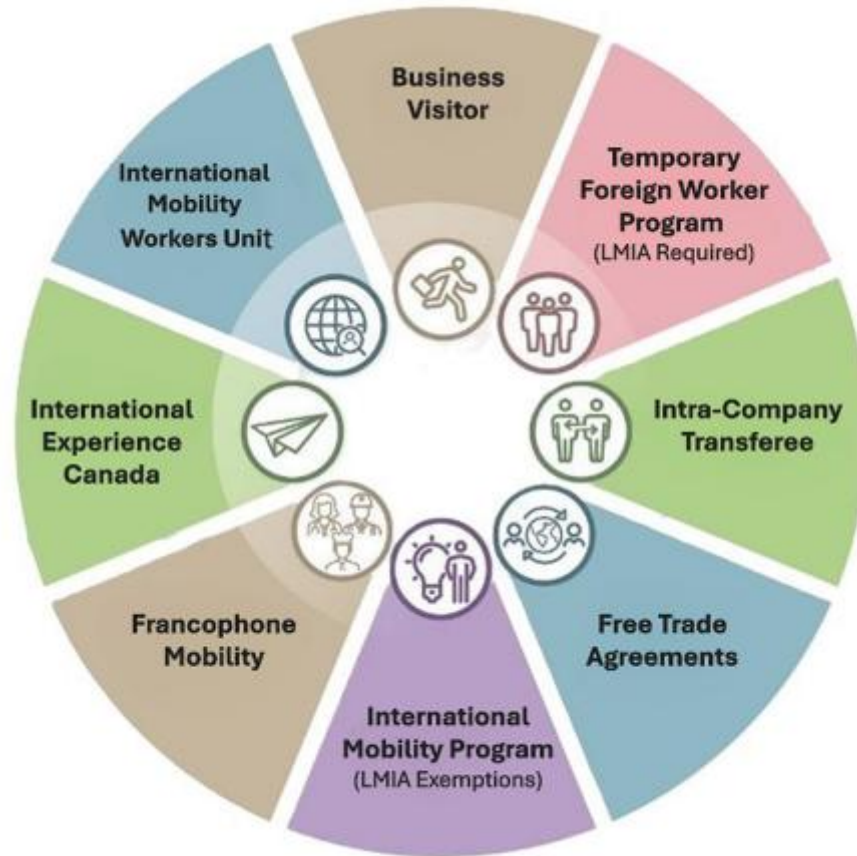 Business
Visitor
Temporary
Foreign Worker
Program
(LMIA Required)
Intra-Company
Transferee
Free Trade
Agreements
International
Mobility Program
(LMIA Exemptions)
Francophone
Mobility
International
Experience
Canada
International
Mobility
Workers Unit